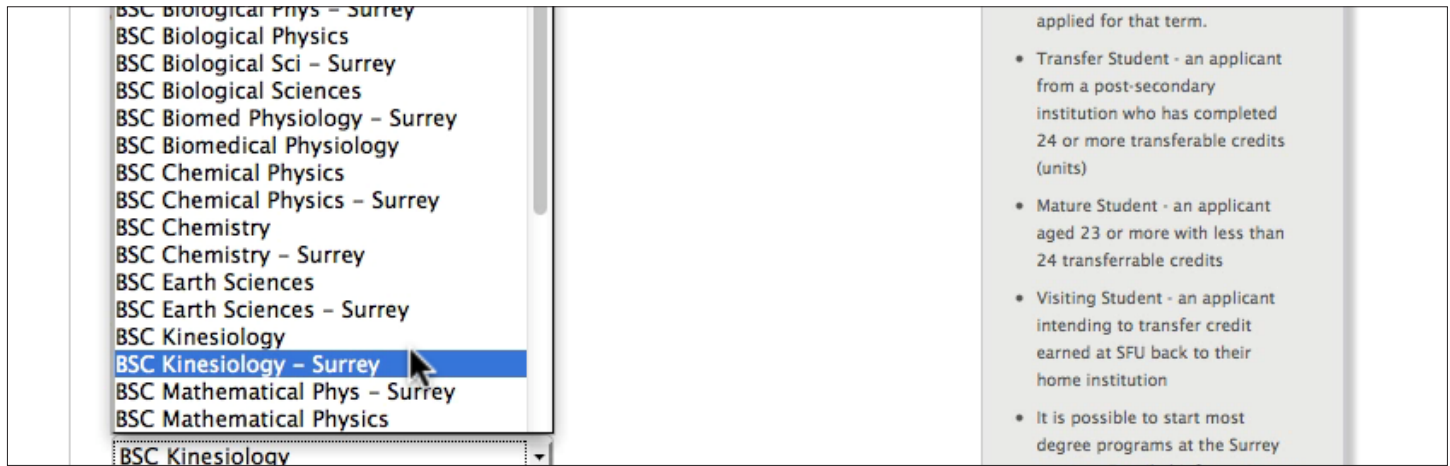 BSC Biological Phys – Surrey
BSC Biological Physics
BSC Biological Sci – Surrey
BSC Biological Sciences
BSC Biomed Physiology – Surrey
BSC Biomedical Physiology
BSC Chemical Physics
BSC Chemical Physics – Surrey
BSC Chemistry
BSC Chemistry – Surrey
BSC Earth Sciences
BSC Earth Sciences – Surrey
BSC Kinesiology
BSC Kinesiology – Surrey
BSC Mathematical Phys – Surrey
BSC Mathematical Physics
BSC Kinesiology
applied for that term.
• Transfer Student - an applicant
from a post-secondary
institution who has completed
24 or more transferable credits
(units)
• Mature Student - an applicant
aged 23 or more with less than
24 transferrable credits
• Visiting Student - an applicant
intending to transfer credit
earned at SFU back to their
home institution
• It is possible to start most
degree programs at the Surrey